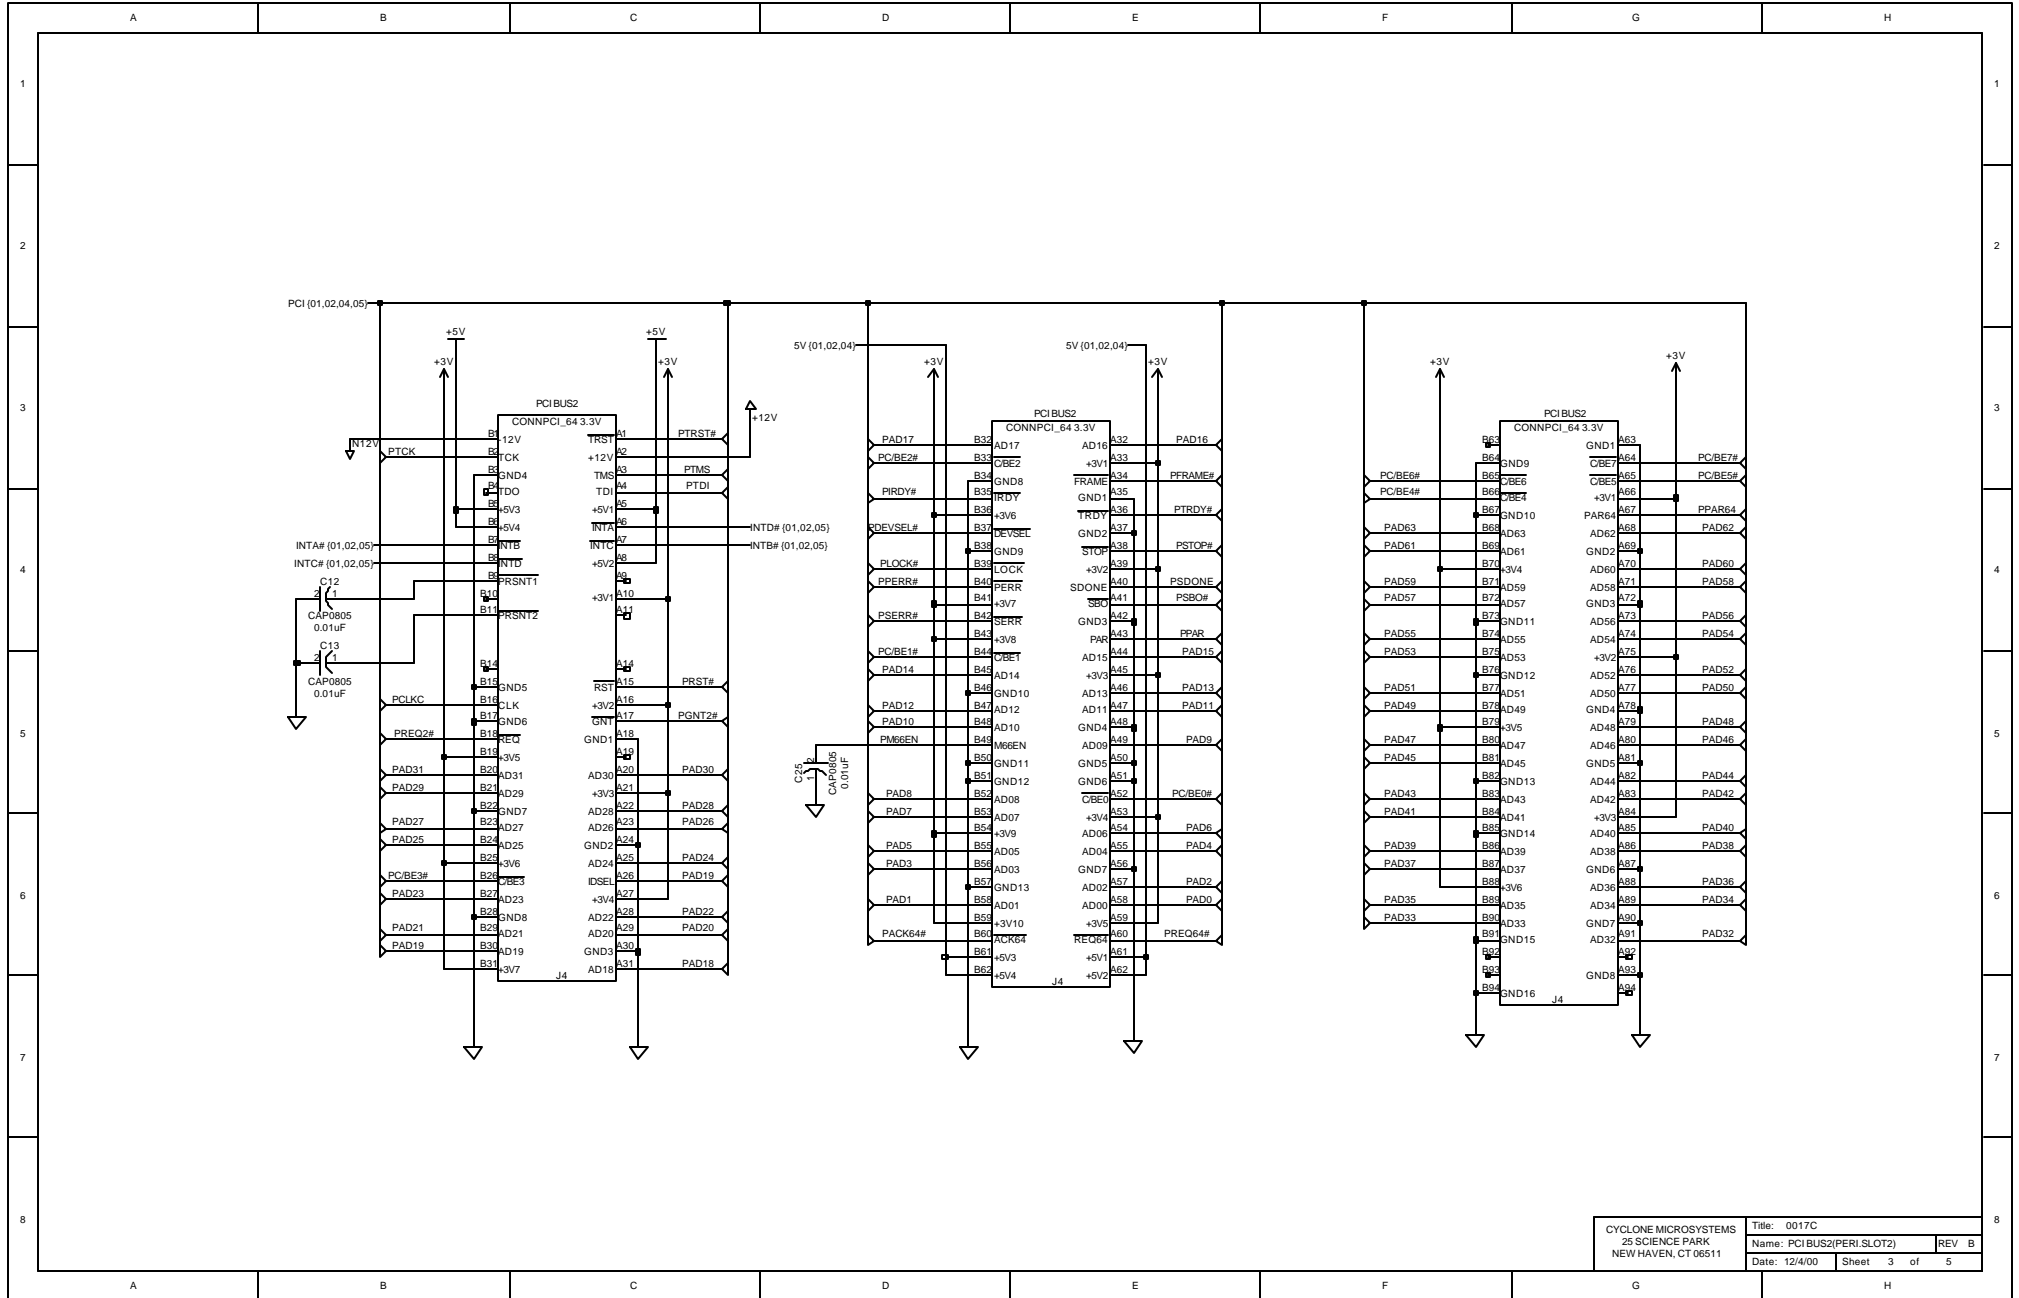 A B C D E F G H
1 1
2 2
3 3
4 4
5 5
6 6
7 7
8 8
PCI {01,02,04,05}
+5V +5V
+3V +3V
+12V
N12V
PCI BUS2
CONNPCI_64 3.3V
B1 -12V TRST A1 PTRST#
PTCK B2 TCK +12V A2
B3 GND4 TMS A3 PTMS
B4 TDO TDI A4 PTDI
B5 +5V3 +5V1 A5
B6 +5V4 INTA A6 INTD# {01,02,05}
INTA# {01,02,05} B7 INTB INTC A7 INTB# {01,02,05}
INTC# {01,02,05} B8 INTD +5V2 A8
B9 PRSNT1 A9
B10 +3V1 A10
B11 PRSNT2 A11
C12
2 1
CAP0805
0.01uF
C13
2 1
CAP0805
0.01uF
B14 A14
B15 GND5 RST A15 PRST#
PCLKC B16 CLK +3V2 A16
B17 GND6 GNT A17 PGNT2#
PREQ2# B18 REQ GND1 A18
B19 +3V5 A19
PAD31 B20 AD31 AD30 A20 PAD30
PAD29 B21 AD29 +3V3 A21
B22 GND7 AD28 A22 PAD28
PAD27 B23 AD27 AD26 A23 PAD26
PAD25 B24 AD25 GND2 A24
B25 +3V6 AD24 A25 PAD24
PC/BE3# B26 C/BE3 IDSEL A26 PAD19
PAD23 B27 AD23 +3V4 A27
B28 GND8 AD22 A28 PAD22
PAD21 B29 AD21 AD20 A29 PAD20
PAD19 B30 AD19 GND3 A30
B31 +3V7 AD18 A31 PAD18
J4
5V {01,02,04} 5V {01,02,04}
+3V +3V
PCI BUS2
CONNPCI_64 3.3V
PAD17 B32 AD17 AD16 A32 PAD16
PC/BE2# B33 C/BE2 +3V1 A33
B34 GND8 FRAME A34 PFRAME#
PIRDY# B35 IRDY GND1 A35
B36 +3V6 TRDY A36 PTRDY#
PDEVSEL# B37 DEVSEL GND2 A37
B38 GND9 STOP A38 PSTOP#
PLOCK# B39 LOCK +3V2 A39
PPERR# B40 PERR SDONE A40 PSDONE
B41 +3V7 SBO A41 PSBO#
PSERR# B42 SERR GND3 A42
B43 +3V8 PAR A43 PPAR
PC/BE1# B44 C/BE1 AD15 A44 PAD15
PAD14 B45 AD14 +3V3 A45
B46 GND10 AD13 A46 PAD13
PAD12 B47 AD12 AD11 A47 PAD11
PAD10 B48 AD10 GND4 A48
PM66EN B49 M66EN AD09 A49 PAD9
B50 GND11 GND5 A50
B51 GND12 GND6 A51
C25
1 2
CAP0805
0.01uF
PAD8 B52 AD08 C/BE0 A52 PC/BE0#
PAD7 B53 AD07 +3V4 A53
B54 +3V9 AD06 A54 PAD6
PAD5 B55 AD05 AD04 A55 PAD4
PAD3 B56 AD03 GND7 A56
B57 GND13 AD02 A57 PAD2
PAD1 B58 AD01 AD00 A58 PAD0
B59 +3V10 +3V5 A59
PACK64# B60 ACK64 REQ64 A60 PREQ64#
B61 +5V3 +5V1 A61
B62 +5V4 +5V2 A62
J4
+3V +3V
PCI BUS2
CONNPCI_64 3.3V
B63 GND1 A63
B64 GND9 C/BE7 A64 PC/BE7#
PC/BE6# B65 C/BE6 C/BE5 A65 PC/BE5#
PC/BE4# B66 C/BE4 +3V1 A66
B67 GND10 PAR64 A67 PPAR64
PAD63 B68 AD63 AD62 A68 PAD62
PAD61 B69 AD61 GND2 A69
B70 +3V4 AD60 A70 PAD60
PAD59 B71 AD59 AD58 A71 PAD58
PAD57 B72 AD57 GND3 A72
B73 GND11 AD56 A73 PAD56
PAD55 B74 AD55 AD54 A74 PAD54
PAD53 B75 AD53 +3V2 A75
B76 GND12 AD52 A76 PAD52
PAD51 B77 AD51 AD50 A77 PAD50
PAD49 B78 AD49 GND4 A78
B79 +3V5 AD48 A79 PAD48
PAD47 B80 AD47 AD46 A80 PAD46
PAD45 B81 AD45 GND5 A81
B82 GND13 AD44 A82 PAD44
PAD43 B83 AD43 AD42 A83 PAD42
PAD41 B84 AD41 +3V3 A84
B85 GND14 AD40 A85 PAD40
PAD39 B86 AD39 AD38 A86 PAD38
PAD37 B87 AD37 GND6 A87
B88 +3V6 AD36 A88 PAD36
PAD35 B89 AD35 AD34 A89 PAD34
PAD33 B90 AD33 GND7 A90
B91 GND15 AD32 A91 PAD32
B92 A92
B93 GND8 A93
B94 GND16 A94
J4
CYCLONE MICROSYSTEMS
25 SCIENCE PARK
NEW HAVEN, CT 06511
Title: 0017C
Name: PCI BUS2(PERI.SLOT2) REV B
Date: 12/4/00 Sheet 3 of 5
A B C D E F G H